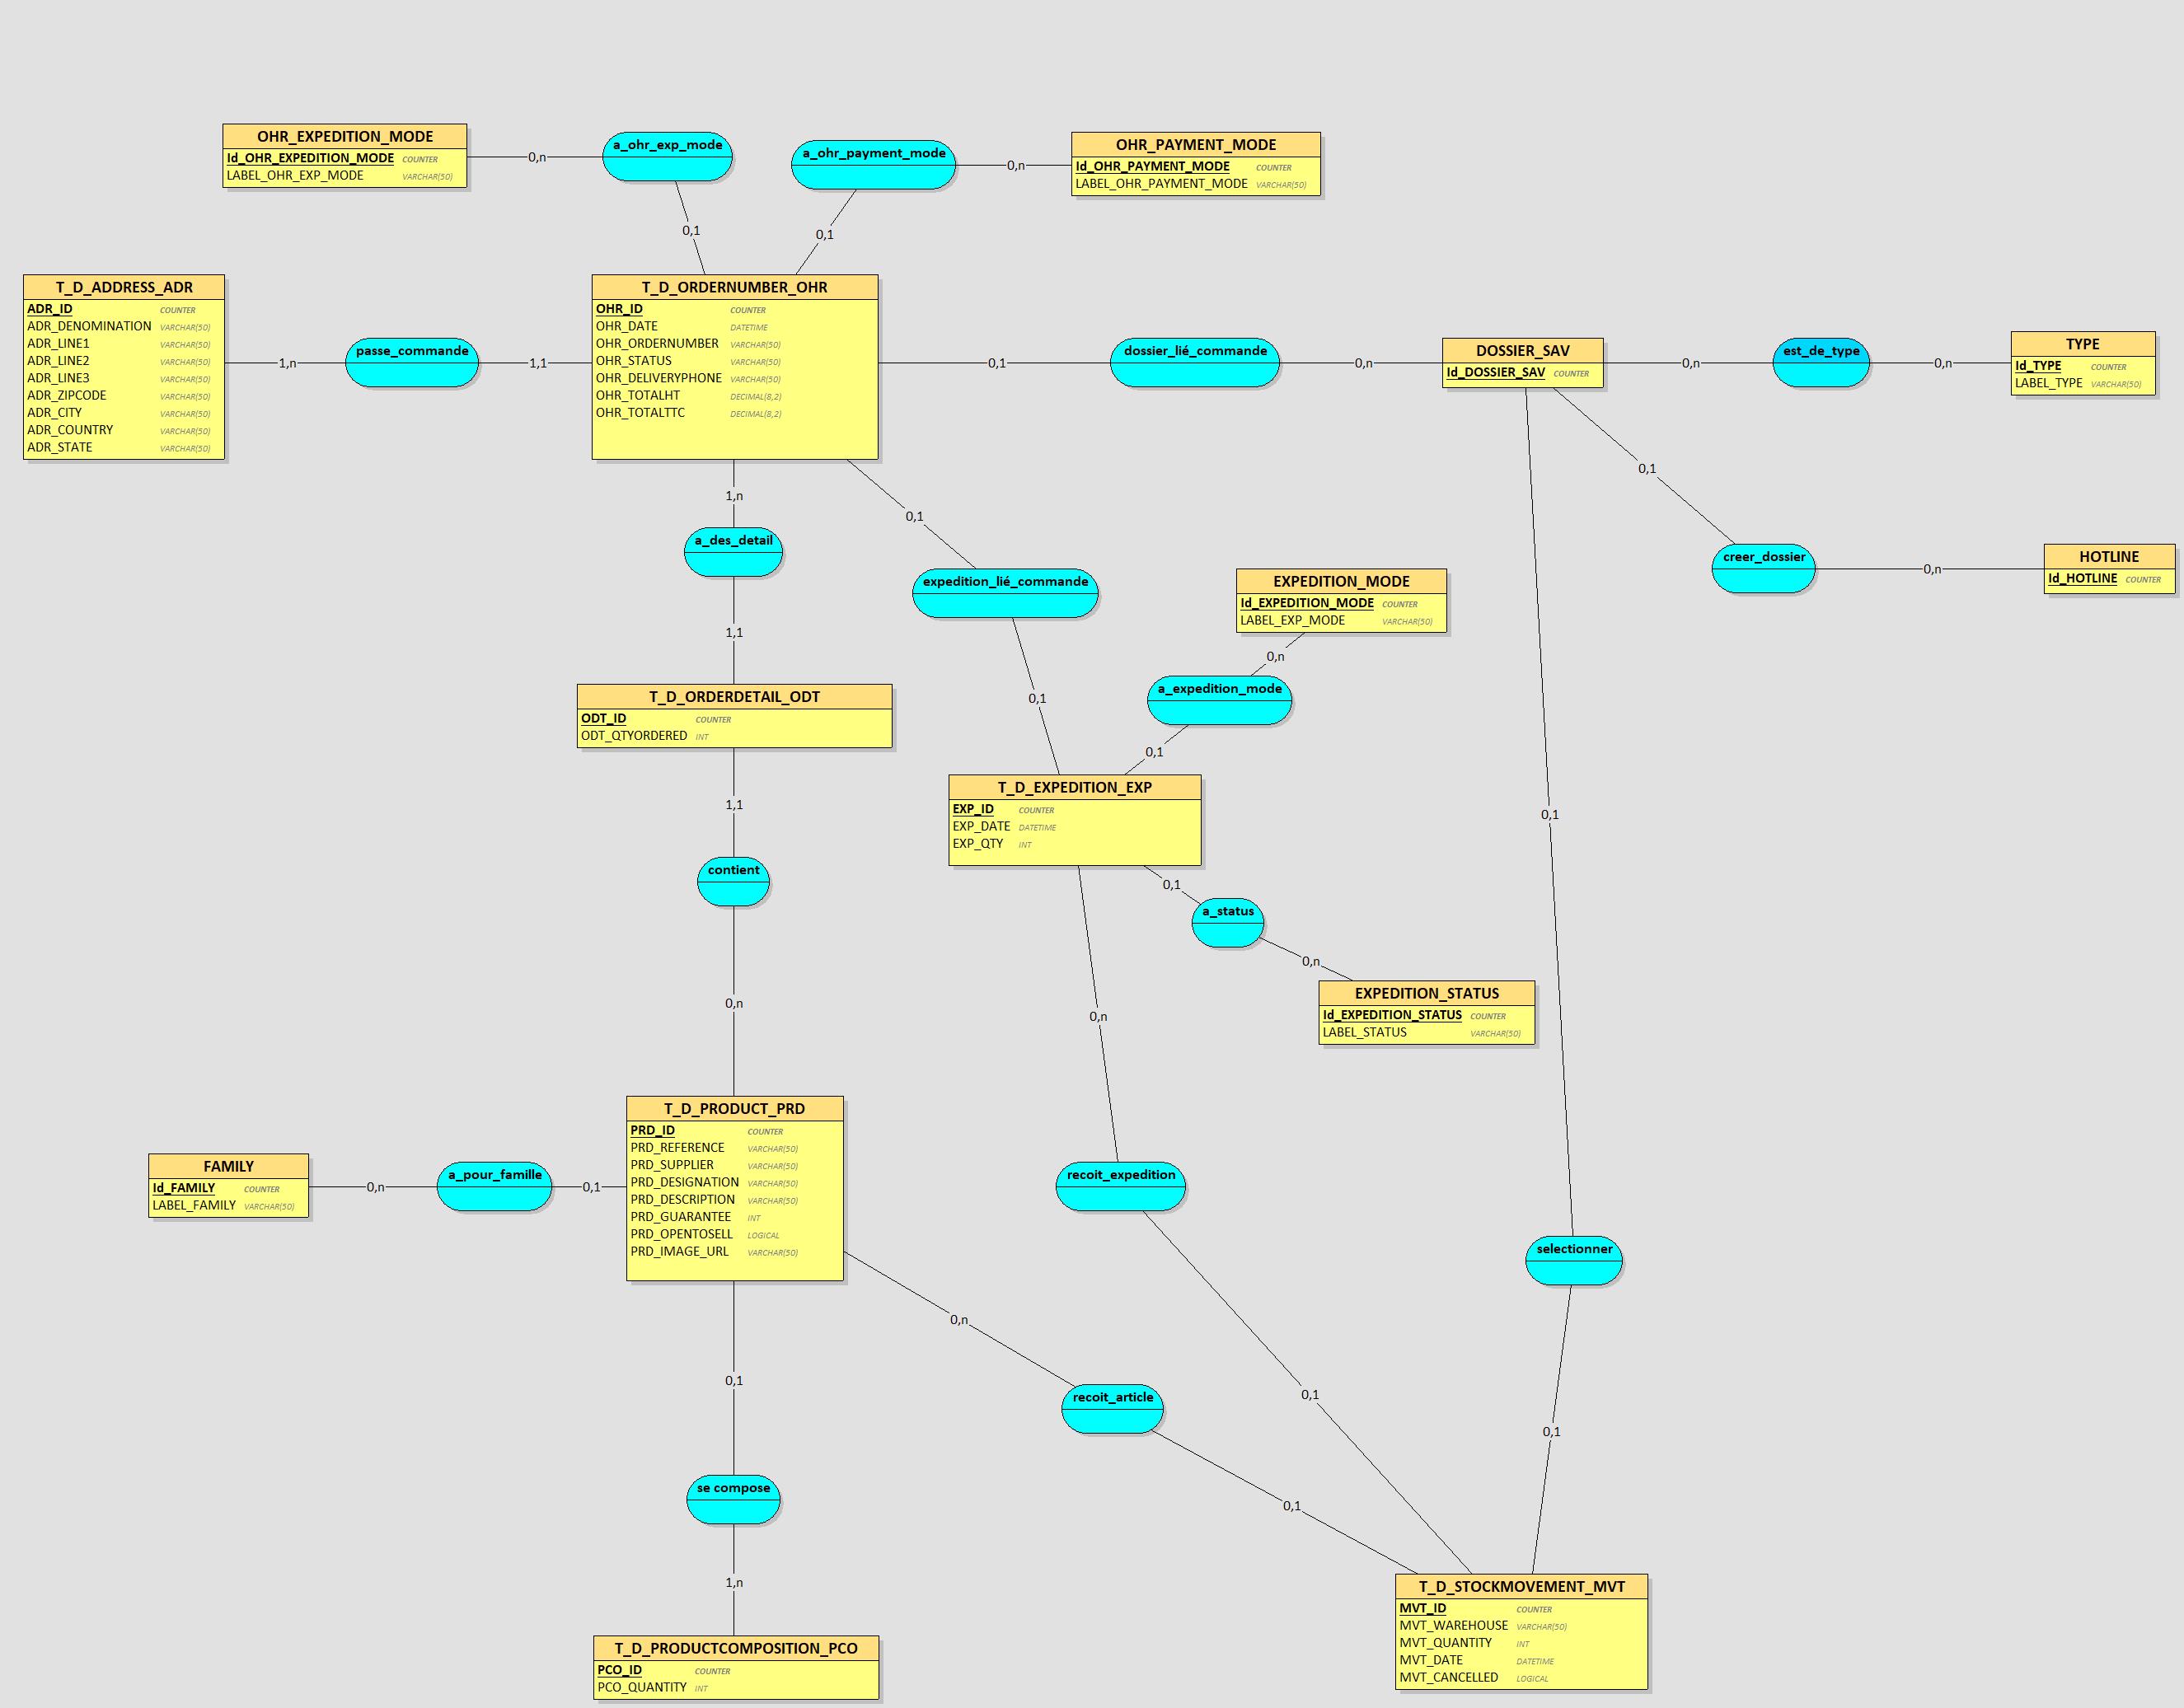 OHR_EXPEDITION_MODE
Id_OHR_EXPEDITION_MODE COUNTER
LABEL_OHR_EXP_MODE VARCHAR(50)
0,n
a_ohr_exp_mode
0,1
a_ohr_payment_mode
0,1
0,n
OHR_PAYMENT_MODE
Id_OHR_PAYMENT_MODE COUNTER
LABEL_OHR_PAYMENT_MODE VARCHAR(50)
T_D_ADDRESS_ADR
ADR_ID COUNTER
ADR_DENOMINATION VARCHAR(50)
ADR_LINE1 VARCHAR(50)
ADR_LINE2 VARCHAR(50)
ADR_LINE3 VARCHAR(50)
ADR_ZIPCODE VARCHAR(50)
ADR_CITY VARCHAR(50)
ADR_COUNTRY VARCHAR(50)
ADR_STATE VARCHAR(50)
1,n
passe_commande
1,1
T_D_ORDERNUMBER_OHR
OHR_ID COUNTER
OHR_DATE DATETIME
OHR_ORDERNUMBER VARCHAR(50)
OHR_STATUS VARCHAR(50)
OHR_DELIVERYPHONE VARCHAR(50)
OHR_TOTALHT DECIMAL(8,2)
OHR_TOTALTTC DECIMAL(8,2)
0,1
dossier_lié_commande
0,n
DOSSIER_SAV
Id_DOSSIER_SAV COUNTER
0,n
est_de_type
0,n
TYPE
Id_TYPE COUNTER
LABEL_TYPE VARCHAR(50)
0,1
creer_dossier
0,n
HOTLINE
Id_HOTLINE COUNTER
1,n
a_des_detail
1,1
0,1
expedition_lié_commande
0,1
EXPEDITION_MODE
Id_EXPEDITION_MODE COUNTER
LABEL_EXP_MODE VARCHAR(50)
0,n
a_expedition_mode
0,1
T_D_ORDERDETAIL_ODT
ODT_ID COUNTER
ODT_QTYORDERED INT
1,1
contient
0,n
T_D_EXPEDITION_EXP
EXP_ID COUNTER
EXP_DATE DATETIME
EXP_QTY INT
0,1
a_status
0,n
EXPEDITION_STATUS
Id_EXPEDITION_STATUS COUNTER
LABEL_STATUS VARCHAR(50)
0,1
0,n
FAMILY
Id_FAMILY COUNTER
LABEL_FAMILY VARCHAR(50)
0,n
a_pour_famille
0,1
T_D_PRODUCT_PRD
PRD_ID COUNTER
PRD_REFERENCE VARCHAR(50)
PRD_SUPPLIER VARCHAR(50)
PRD_DESIGNATION VARCHAR(50)
PRD_DESCRIPTION VARCHAR(50)
PRD_GUARANTEE INT
PRD_OPENTOSELL LOGICAL
PRD_IMAGE_URL VARCHAR(50)
recoit_expedition
0,1
selectionner
0,1
0,n
recoit_article
0,1
0,1
se compose
1,n
T_D_PRODUCTCOMPOSITION_PCO
PCO_ID COUNTER
PCO_QUANTITY INT
T_D_STOCKMOVEMENT_MVT
MVT_ID COUNTER
MVT_WAREHOUSE VARCHAR(50)
MVT_QUANTITY INT
MVT_DATE DATETIME
MVT_CANCELLED LOGICAL